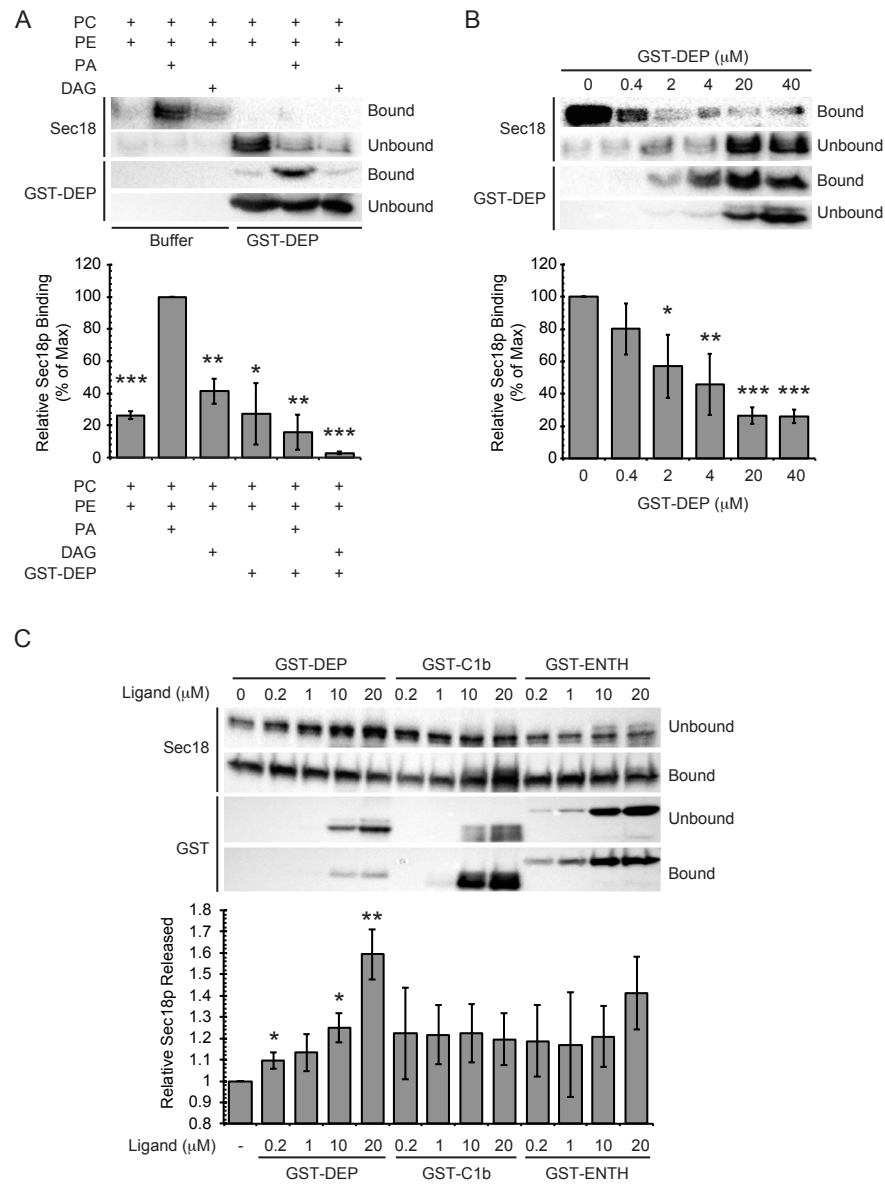 A
PC + + + + + +
PE + + + + + +
PA + +
DAG + +
Sec18
Bound
Unbound
GST-DEP
Bound
Unbound
Buffer GST-DEP
Relative Sec18p Binding
(% of Max)
120
100
80
60
40
20
0
*** ** * ** ***
PC + + + + + +
PE + + + + + +
PA + +
DAG + +
GST-DEP + + +
B
GST-DEP (μM)
0 0.4 2 4 20 40
Sec18
Bound
Unbound
GST-DEP
Bound
Unbound
Relative Sec18p Binding
(% of Max)
120
100
80
60
40
20
0
* ** *** ***
0 0.4 2 4 20 40
GST-DEP (μM)
C
GST-DEP GST-C1b GST-ENTH
Ligand (μM) 0 0.2 1 10 20 0.2 1 10 20 0.2 1 10 20
Sec18
Unbound
Bound
GST
Unbound
Bound
Relative Sec18p Released
1.8
1.7
1.6
1.5
1.4
1.3
1.2
1.1
1
0.9
0.8
* * **
Ligand (μM) - 0.2 1 10 20 0.2 1 10 20 0.2 1 10 20
GST-DEP GST-C1b GST-ENTH